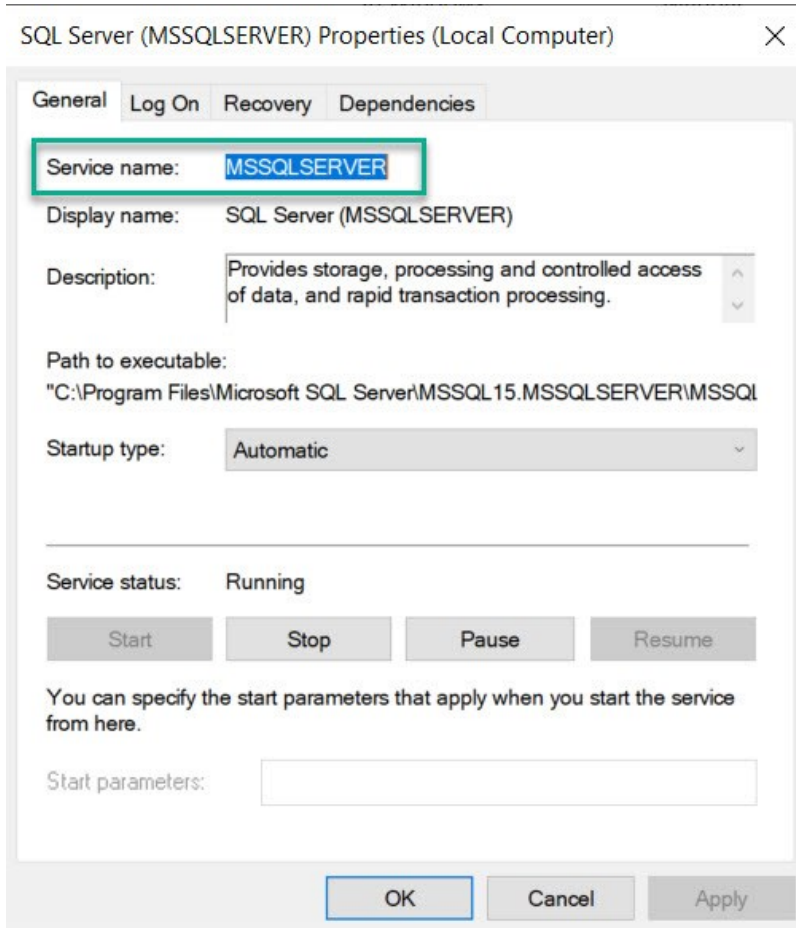 SQL Server (MSSQLSERVER) Properties (Local Computer)
General Log On Recovery Dependencies
Service name: MSSQLSERVER
Display name: SQL Server (MSSQLSERVER)
Description: Provides storage, processing and controlled access
of data, and rapid transaction processing.
Path to executable:
"C:\Program Files\Microsoft SQL Server\MSSQL15.MSSQLSERVER\MSSQL
Startup type: Automatic
Service status: Running
Start Stop Pause Resume
You can specify the start parameters that apply when you start the service
from here.
Start parameters:
OK Cancel Apply